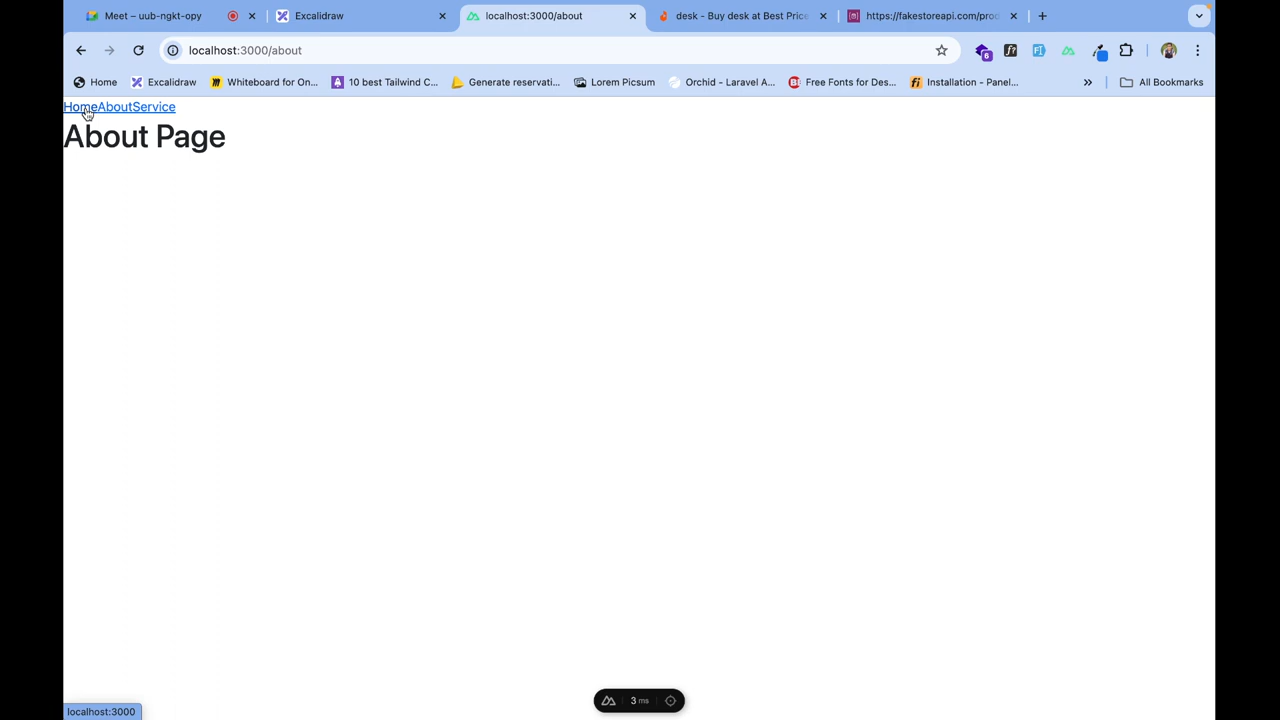 Meet – uub-ngkt-opy
Excalidraw
localhost:3000/about
desk - Buy desk at Best Price
https://fakestoreapi.com/pro
localhost:3000/about
Home
Excalidraw
Whiteboard for On...
10 best Tailwind C...
Generate reservati...
Lorem Picsum
Orchid - Laravel A...
Free Fonts for Des...
Installation - Panel...
All Bookmarks
HomeAboutService
About Page
3 ms
localhost:3000